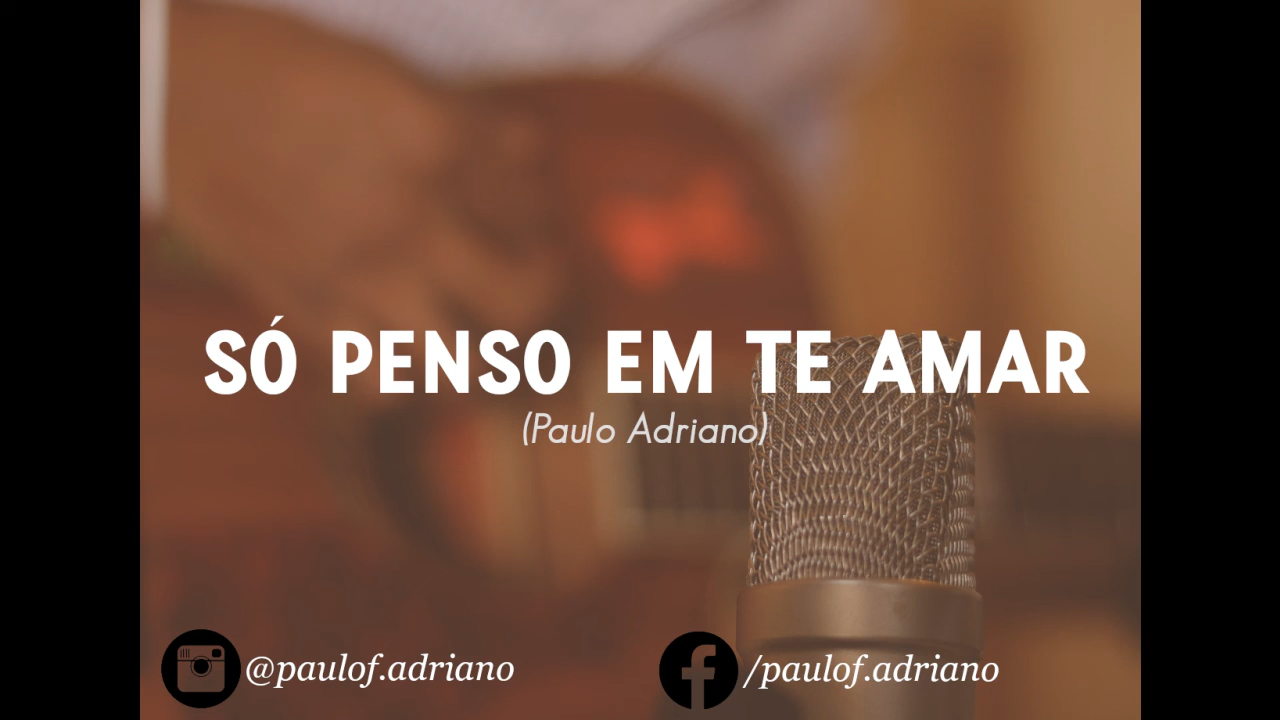 SÓ PENSO EM TE AMAR
(Paulo Adriano)
@paulof.adriano
/paulof.adriano